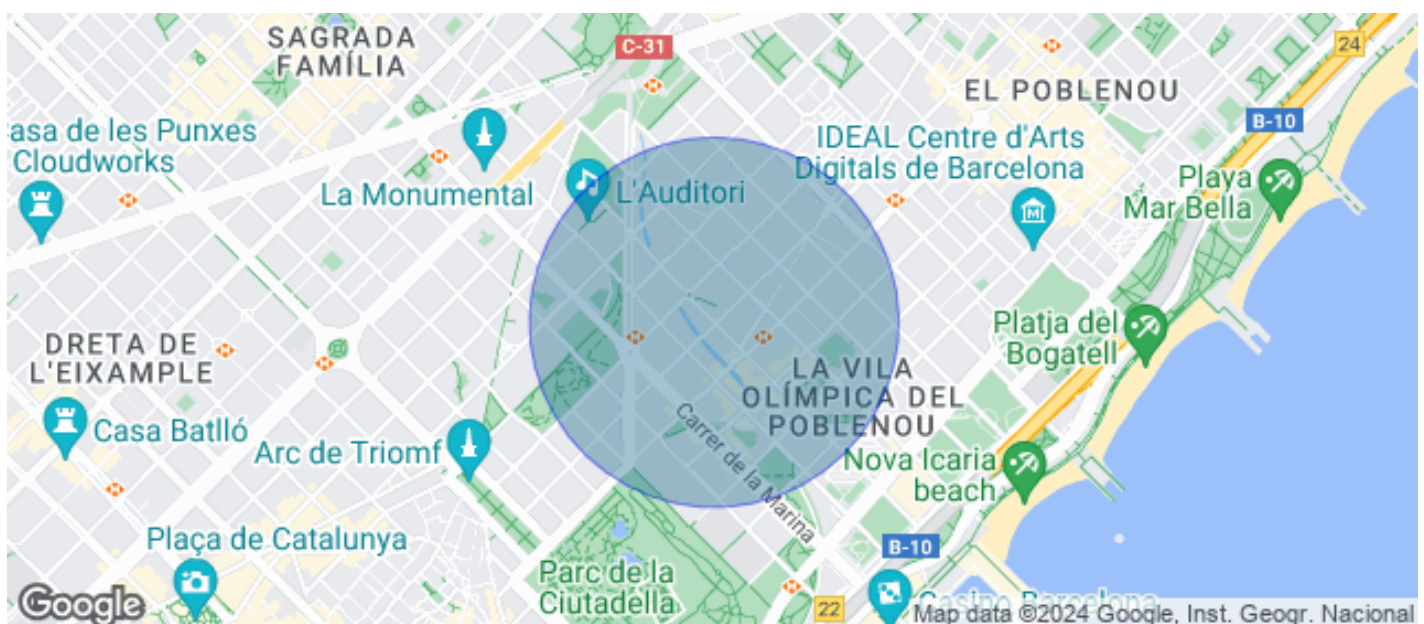 SAGRADA
FAMÍLIA
C-31
24
EL POBLENOU
B-10
asa de les Punxes
Cloudworks
IDEAL Centre d'Arts
Digitals de Barcelona
La Monumental
L'Auditori
Playa
Mar Bella
DRETA DE
L'EIXAMPLE
Platja del
Bogatell
LA VILA
OLÍMPICA DEL
POBLENOU
Casa Batlló
Arc de Triomf
Carrer de la Marina
Nova Icaria
beach
Plaça de Catalunya
B-10
Parc de la
Ciutadella
Casino Barcelona
22
Google
Map data ©2024 Google, Inst. Geogr. Nacional